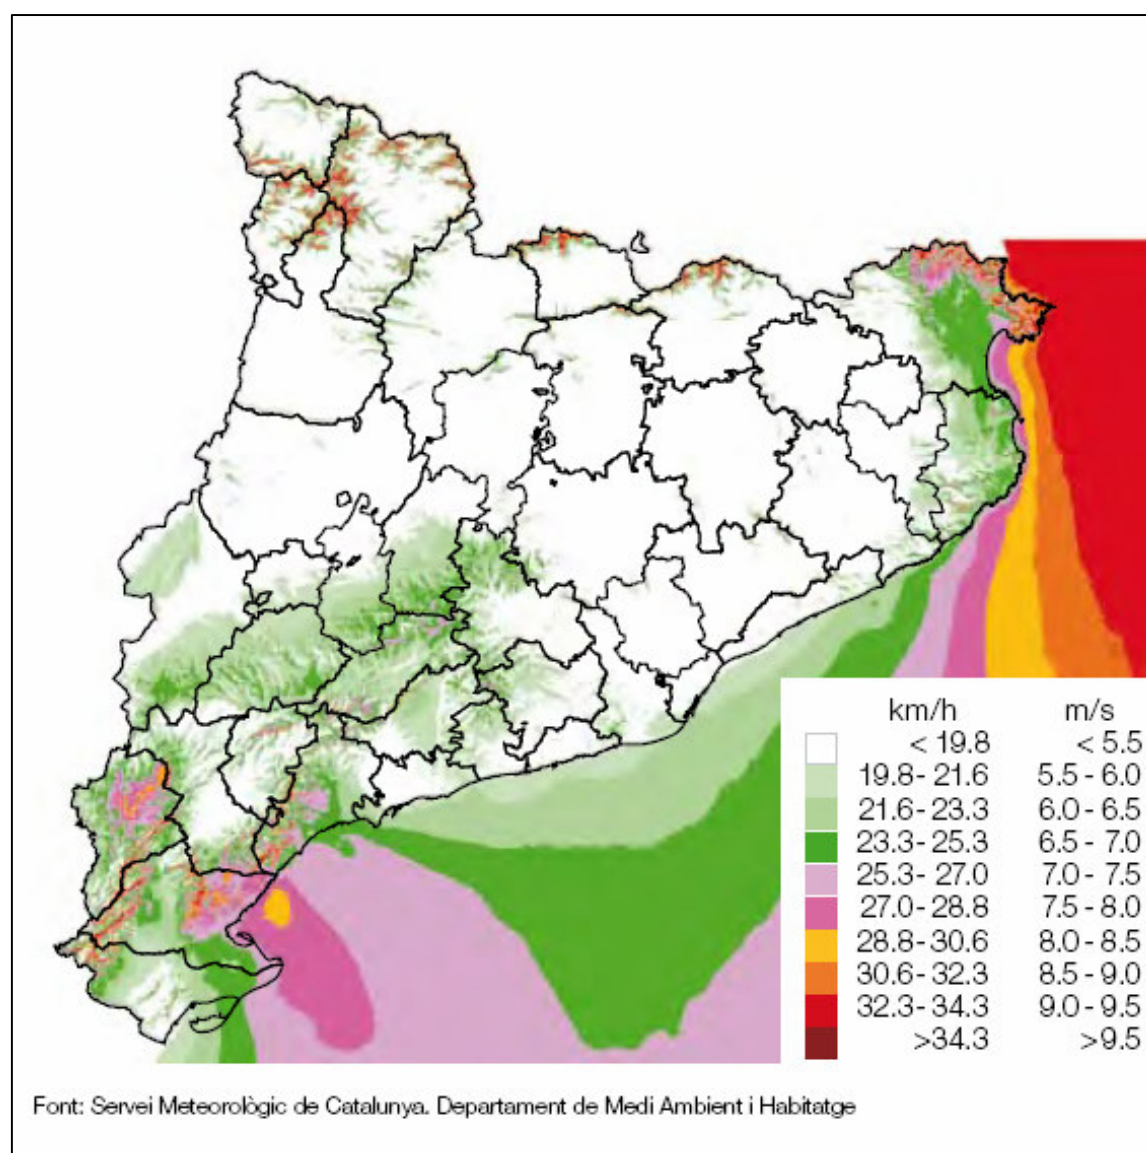 km/h m/s
< 19.8 < 5.5
19.8 - 21.6 5.5 - 6.0
21.6 - 23.3 6.0 - 6.5
23.3 - 25.3 6.5 - 7.0
25.3 - 27.0 7.0 - 7.5
27.0 - 28.8 7.5 - 8.0
28.8 - 30.6 8.0 - 8.5
30.6 - 32.3 8.5 - 9.0
32.3 - 34.3 9.0 - 9.5
>34.3 >9.5
Font: Servei Meteorològic de Catalunya. Departament de Medi Ambient i Habitatge